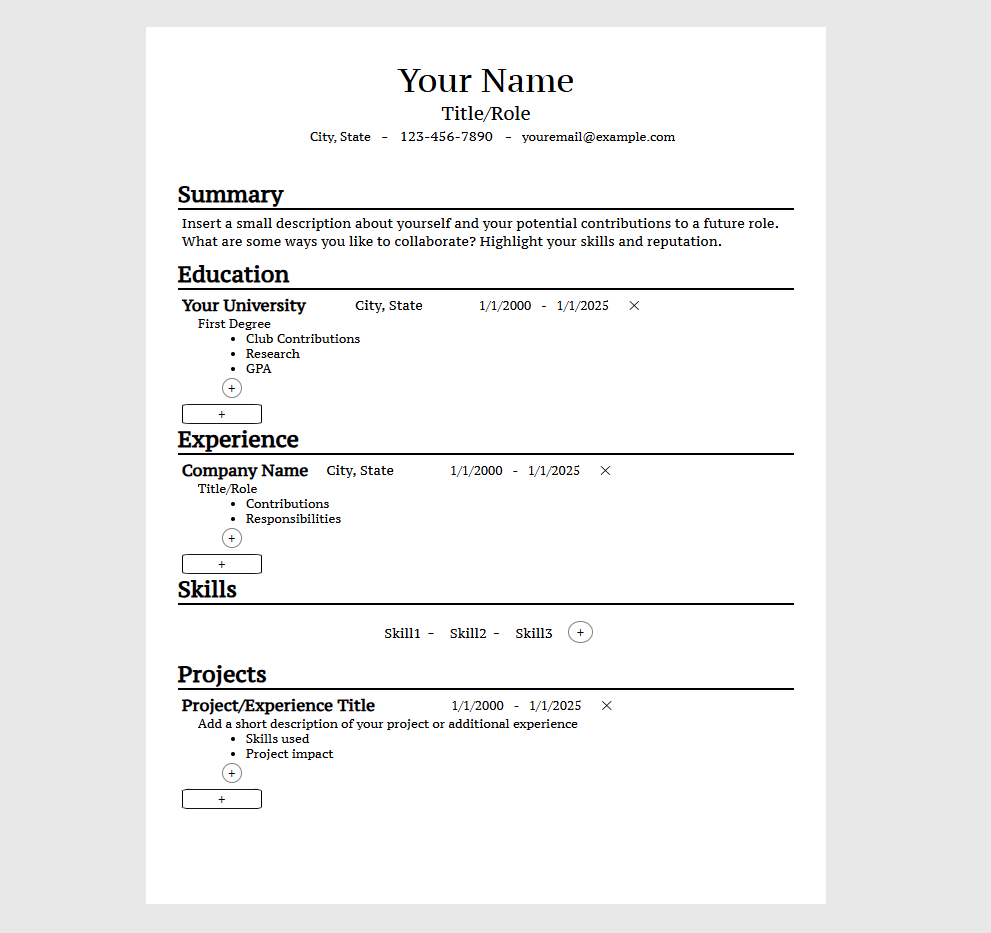 Your Name
Title/Role
City, State - 123-456-7890 - youremail@example.com
Summary
Insert a small description about yourself and your potential contributions to a future role.
What are some ways you like to collaborate? Highlight your skills and reputation.
Education
Your University City, State 1/1/2000 - 1/1/2025 ×
First Degree
• Club Contributions
• Research
• GPA
+
+
Experience
Company Name City, State 1/1/2000 - 1/1/2025 ×
Title/Role
• Contributions
• Responsibilities
+
+
Skills
Skill1 - Skill2 - Skill3 +
Projects
Project/Experience Title 1/1/2000 - 1/1/2025 ×
Add a short description of your project or additional experience
• Skills used
• Project impact
+
+